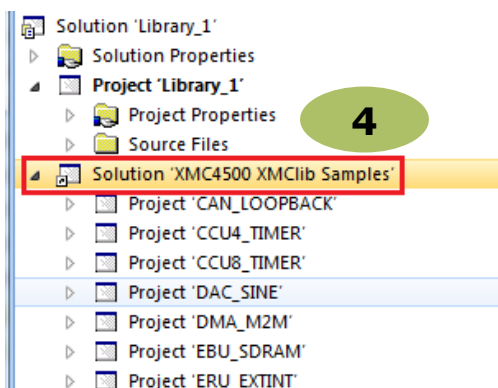 Solution 'Library_1'
Solution Properties
Project 'Library_1'
Project Properties
4
Source Files
Solution 'XMC4500 XMClib Samples'
Project 'CAN_LOOPBACK'
Project 'CCU4_TIMER'
Project 'CCU8_TIMER'
Project 'DAC_SINE'
Project 'DMA_M2M'
Project 'EBU_SDRAM'
Project 'ERU_EXTINT'